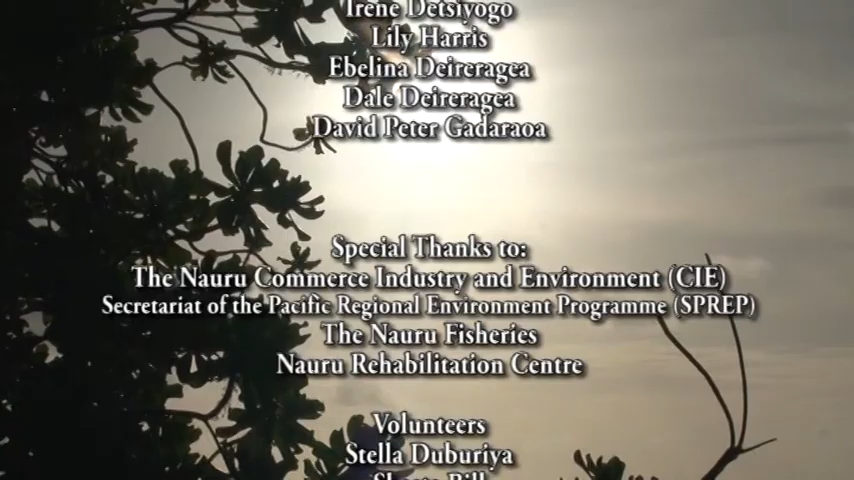 Irene Detsiyogo
Lily Harris
Ebelina Deireragea
Dale Deireragea
David Peter Gadaraoa
Special Thanks to:
The Nauru Commerce Industry and Environment (CIE)
Secretariat of the Pacific Regional Environment Programme (SPREP)
The Nauru Fisheries
Nauru Rehabilitation Centre
Volunteers
Stella Duburiya